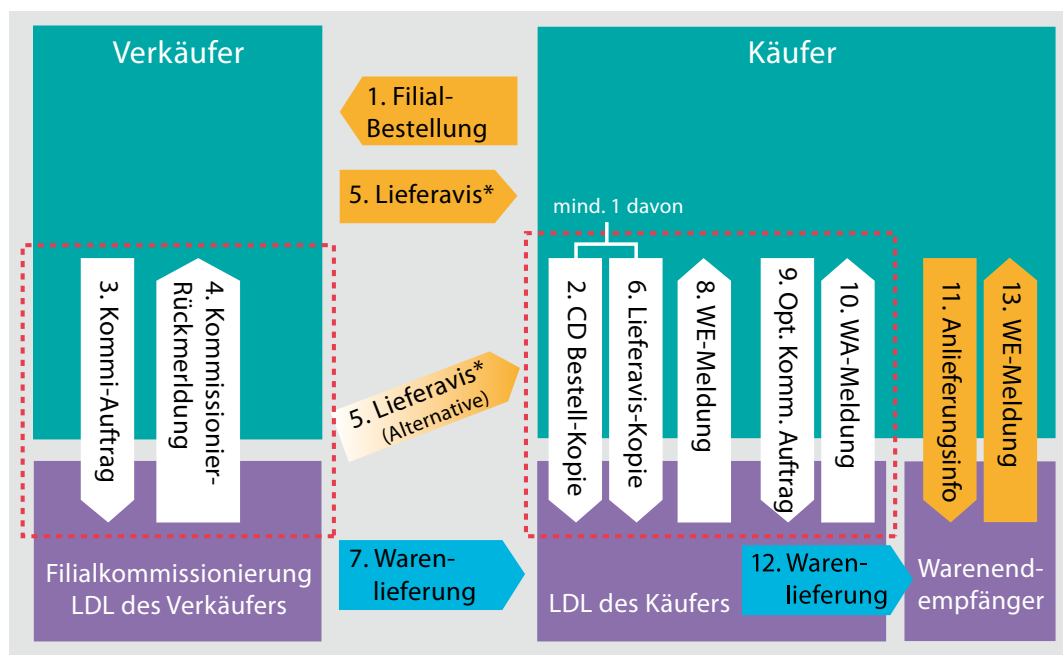 Verkäufer
Käufer
1. Filial-
Bestellung
5. Lieferavis*
mind. 1 davon
3. Kommi-Auftrag
4. Kommissionier-
Rückmerldung
5. Lieferavis*
(Alternative)
2. CD Bestell-Kopie
6. Lieferavis-Kopie
8. WE-Meldung
9. Opt. Komm. Auftrag
10. WA-Meldung
11. Anlieferungsinfo
13. WE-Meldung
Filialkommissionierung
LDL des Verkäufers
7. Waren-
lieferung
LDL des Käufers
12. Waren-
lieferung
Warenend-
empfänger